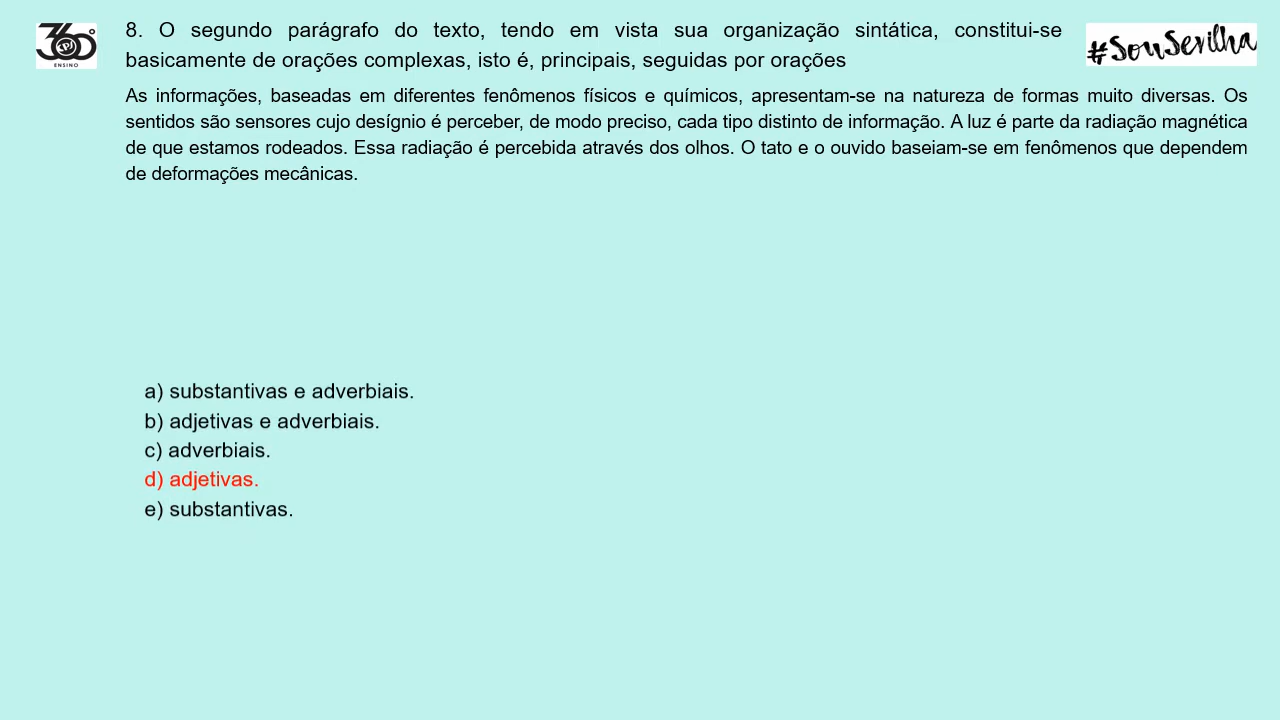 360°
CPJ
ENSINO
8. O segundo parágrafo do texto, tendo em vista sua organização sintática, constitui-se
basicamente de orações complexas, isto é, principais, seguidas por orações
#SouSevilha
As informações, baseadas em diferentes fenômenos físicos e químicos, apresentam-se na natureza de formas muito diversas. Os
sentidos são sensores cujo desígnio é perceber, de modo preciso, cada tipo distinto de informação. A luz é parte da radiação magnética
de que estamos rodeados. Essa radiação é percebida através dos olhos. O tato e o ouvido baseiam-se em fenômenos que dependem
de deformações mecânicas.
a) substantivas e adverbiais.
b) adjetivas e adverbiais.
c) adverbiais.
d) adjetivas.
e) substantivas.